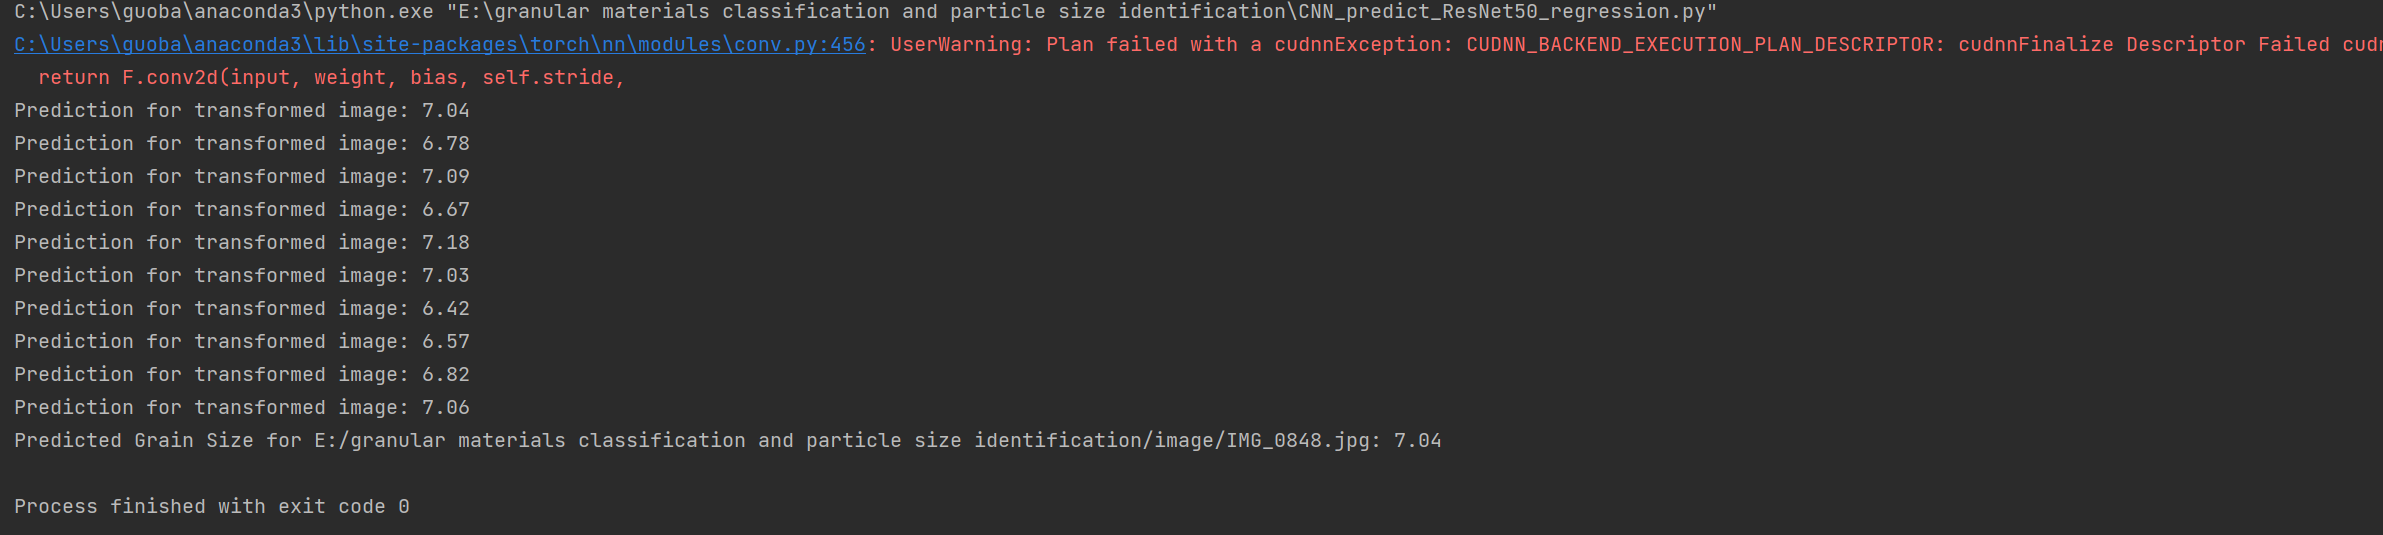 C:\Users\guoba\anaconda3\python.exe "E:\granular materials classification and particle size identification\CNN_predict_ResNet50_regression.py"
C:\Users\guoba\anaconda3\lib\site-packages\torch\nn\modules\conv.py:456: UserWarning: Plan failed with a cudnnException: CUDNN_BACKEND_EXECUTION_PLAN_DESCRIPTOR: cudnnFinalize Descriptor Failed
return F.conv2d(input, weight, bias, self.stride,
Prediction for transformed image: 7.04
Prediction for transformed image: 6.78
Prediction for transformed image: 7.09
Prediction for transformed image: 6.67
Prediction for transformed image: 7.18
Prediction for transformed image: 7.03
Prediction for transformed image: 6.42
Prediction for transformed image: 6.57
Prediction for transformed image: 6.82
Prediction for transformed image: 7.06
Predicted Grain Size for E:/granular materials classification and particle size identification/image/IMG_0848.jpg: 7.04
Process finished with exit code 0